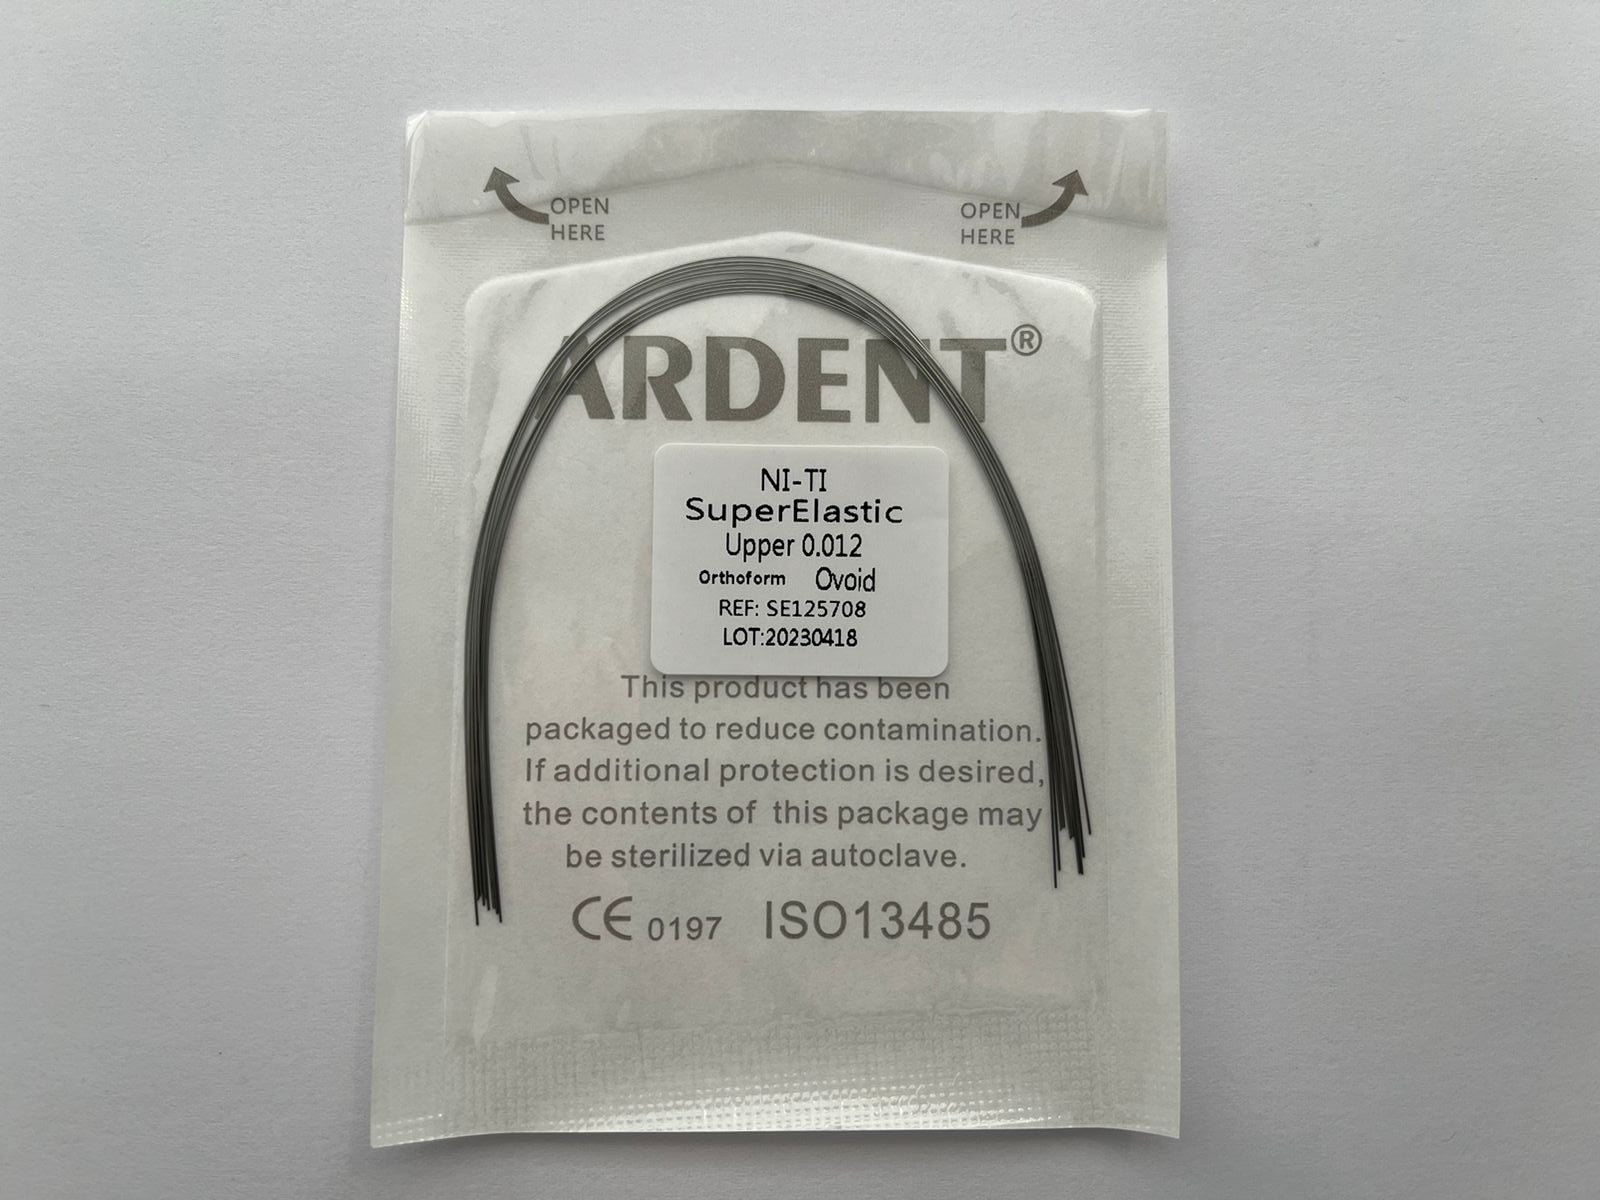 OPEN
HERE
OPEN
HERE
ARDENT®
NI-TI
SuperElastic
Upper 0.012
Orthoform Ovoid
REF: SE125708
LOT:20230418
This product has been
packaged to reduce contamination.
If additional protection is desired,
the contents of this package may
be sterilized via autoclave.
CE 0197 ISO13485